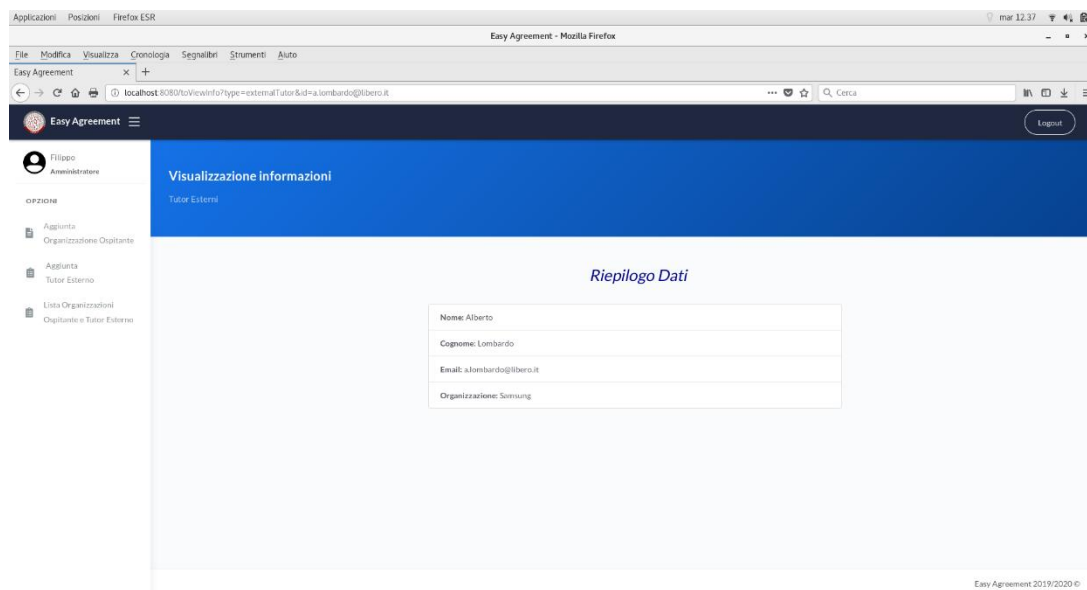 Applicazioni Posizioni Firefox ESR mar 12.37
Easy Agreement - Mozilla Firefox
File Modifica Visualizza Cronologia Segnalibri Strumenti Aiuto
Easy Agreement
localhost:8080/toViewInfo?type=externalTutor&id=a.lombardo@libero.it Cerca
Easy Agreement Logout
Filippo
Amministratore
OPZIONI
Aggiunta
Organizzazione Ospitante
Aggiunta
Tutor Esterno
Lista Organizzazioni
Ospitante e Tutor Esterno
Visualizzazione informazioni
Tutor Esterni
Riepilogo Dati
Nome: Alberto
Cognome: Lombardo
Email: a.lombardo@libero.it
Organizzazione: Samsung
Easy Agreement 2019/2020 ©